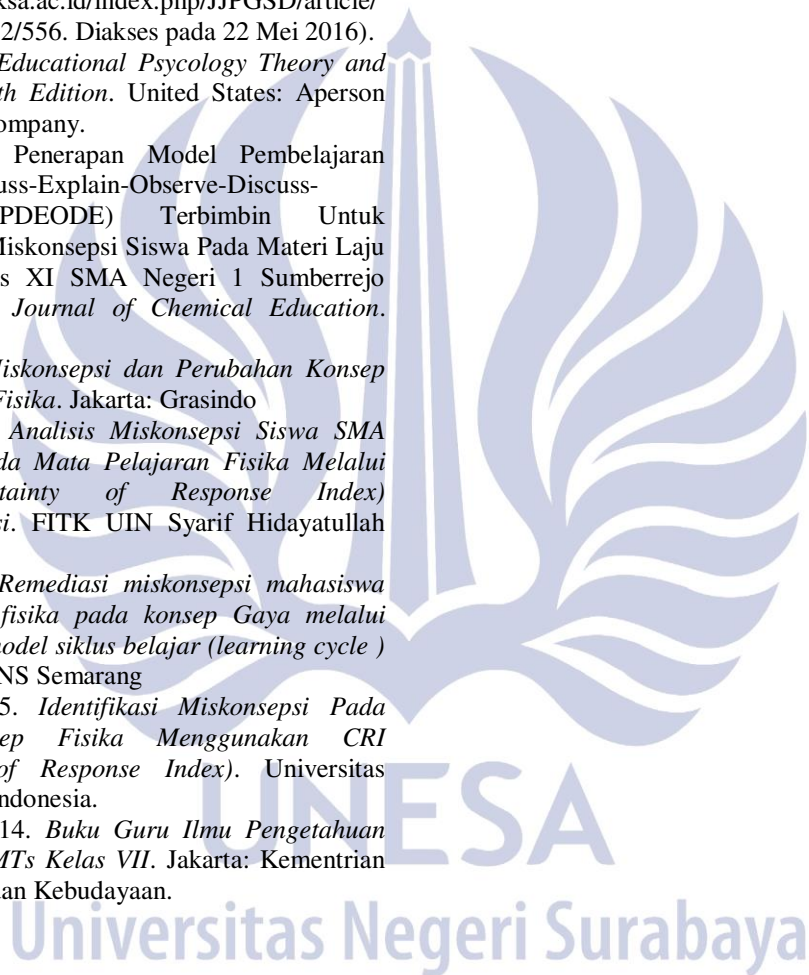 ksa.ac.id/index.php/JJPGSD/article/
2/556. Diakses pada 22 Mei 2016).
Educational Psycology Theory and
th Edition. United States: Aperson
ompany.
Penerapan Model Pembelajaran
uss-Explain-Observe-Discuss-
PDEODE) Terbimbin Untuk
Miskonsepsi Siswa Pada Materi Laju
s XI SMA Negeri 1 Sumberrejo
Journal of Chemical Education.
Miskonsepsi dan Perubahan Konsep
Fisika. Jakarta: Grasindo
Analisis Miskonsepsi Siswa SMA
da Mata Pelajaran Fisika Melalui
tainty of Response Index)
si. FITK UIN Syarif Hidayatullah
Remediasi miskonsepsi mahasiswa
fisika pada konsep Gaya melalui
model siklus belajar (learning cycle )
NS Semarang
5. Identifikasi Miskonsepsi Pada
ep Fisika Menggunakan CRI
of Response Index). Universitas
ndonesia.
14. Buku Guru Ilmu Pengetahuan
MTs Kelas VII. Jakarta: Kementrian
dan Kebudayaan.
UNESA
Universitas Negeri Surabaya